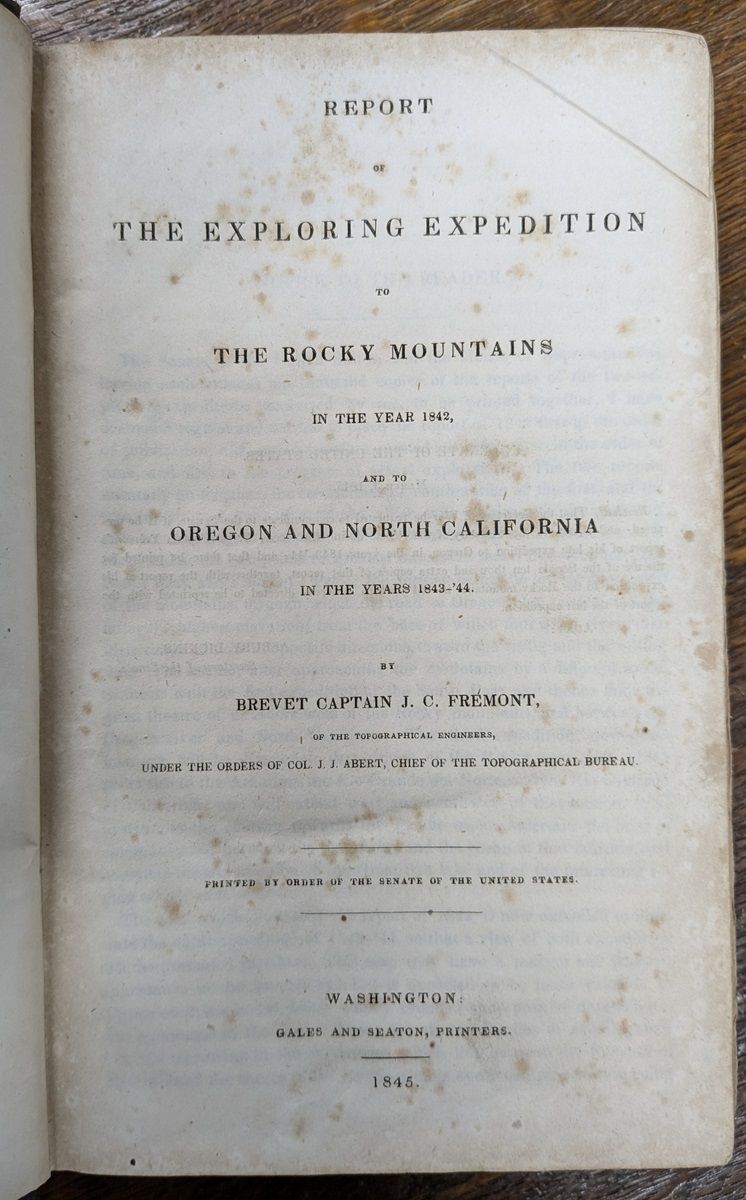 REPORT
OF
THE EXPLORING EXPEDITION
TO
THE ROCKY MOUNTAINS
IN THE YEAR 1842,
AND TO
OREGON AND NORTH CALIFORNIA
IN THE YEARS 1843-'44.
BY
BREVET CAPTAIN J. C. FRÉMONT,
OF THE TOPOGRAPHICAL ENGINEERS,
UNDER THE ORDERS OF COL. J. J. ABERT, CHIEF OF THE TOPOGRAPHICAL BUREAU.
PRINTED BY ORDER OF THE SENATE OF THE UNITED STATES.
WASHINGTON:
GALES AND SEATON, PRINTERS.
1845.